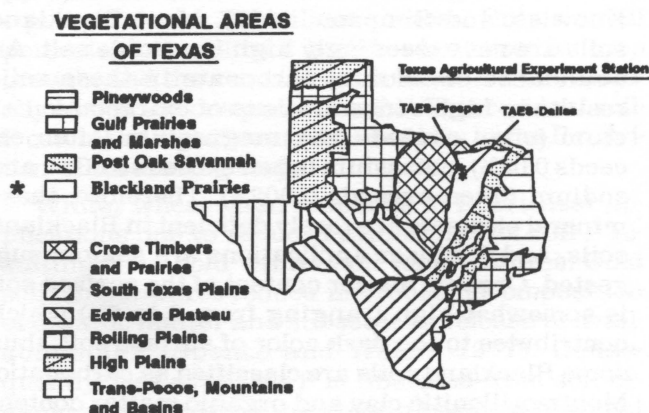 VEGETATIONAL AREAS
OF TEXAS
Texas Agricultural Experiment Station
TAES-Prosper
TAES-Dallas
Pineywoods
Gulf Prairies
and Marshes
Post Oak Savannah
* Blackland Prairies
Cross Timbers
and Prairies
South Texas Plains
Edwards Plateau
Rolling Plains
High Plains
Trans-Pecos, Mountains
and Basins